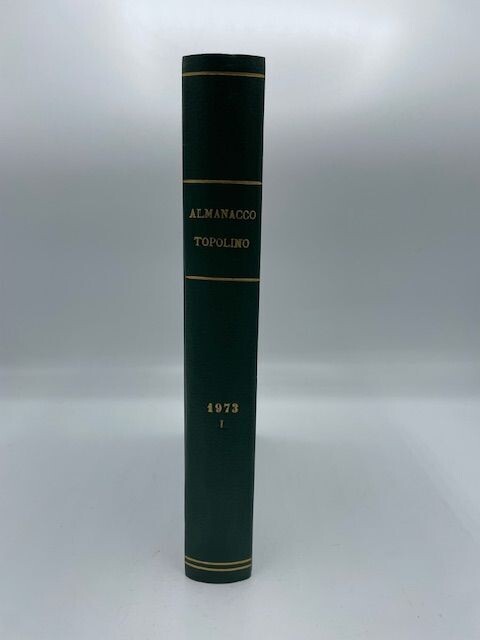 ALMANACCO
TOPOLINO
1973
I